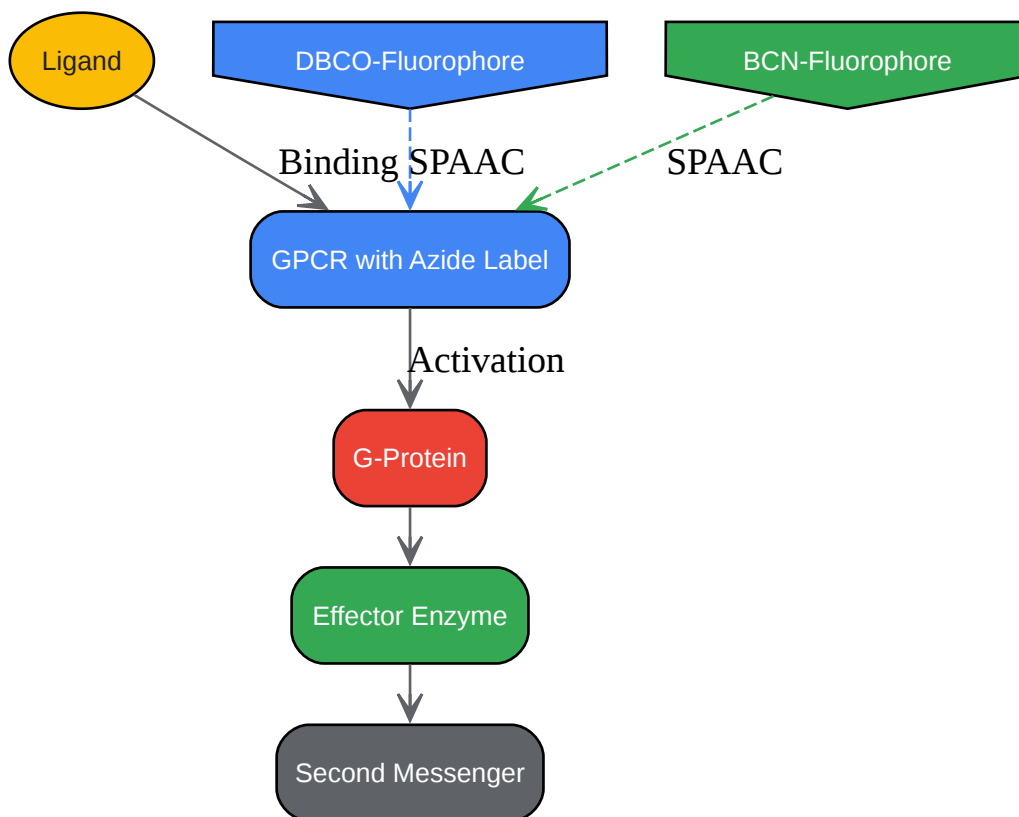 Ligand
DBCO-Fluorophore
BCN-Fluorophore
Binding
SPAAC
SPAAC
GPCR with Azide Label
Activation
G-Protein
Effector Enzyme
Second Messenger